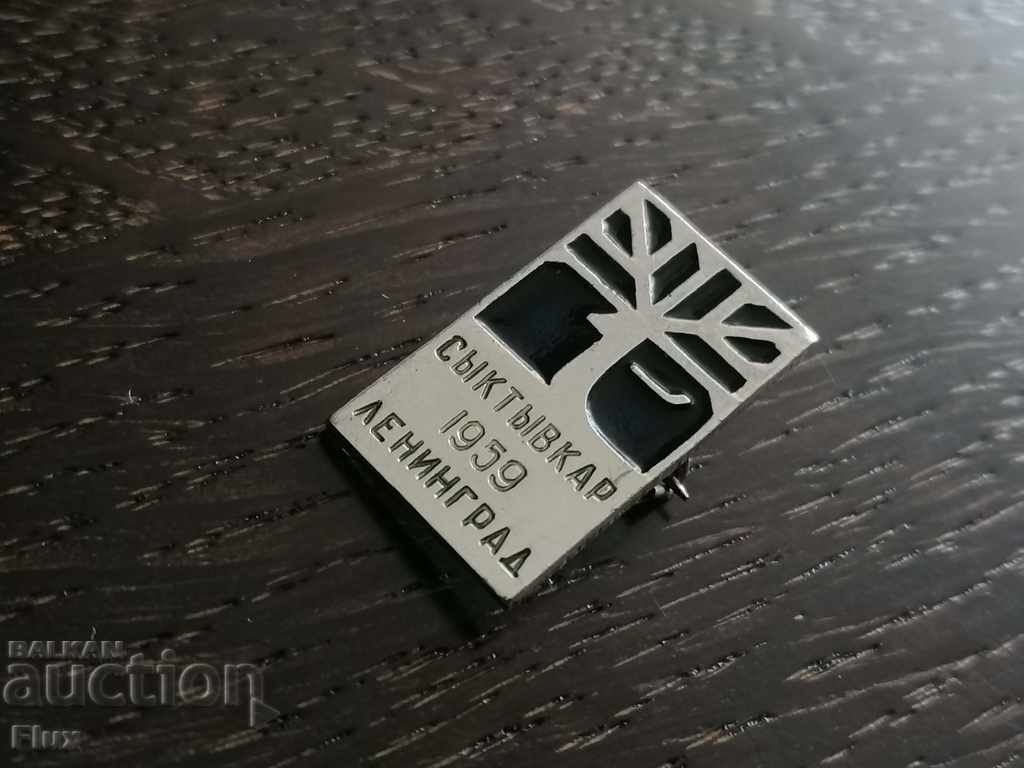 СЫКТЫВКАР
1959
ЛЕНИНГРАД
BALKAN
auction
Flux